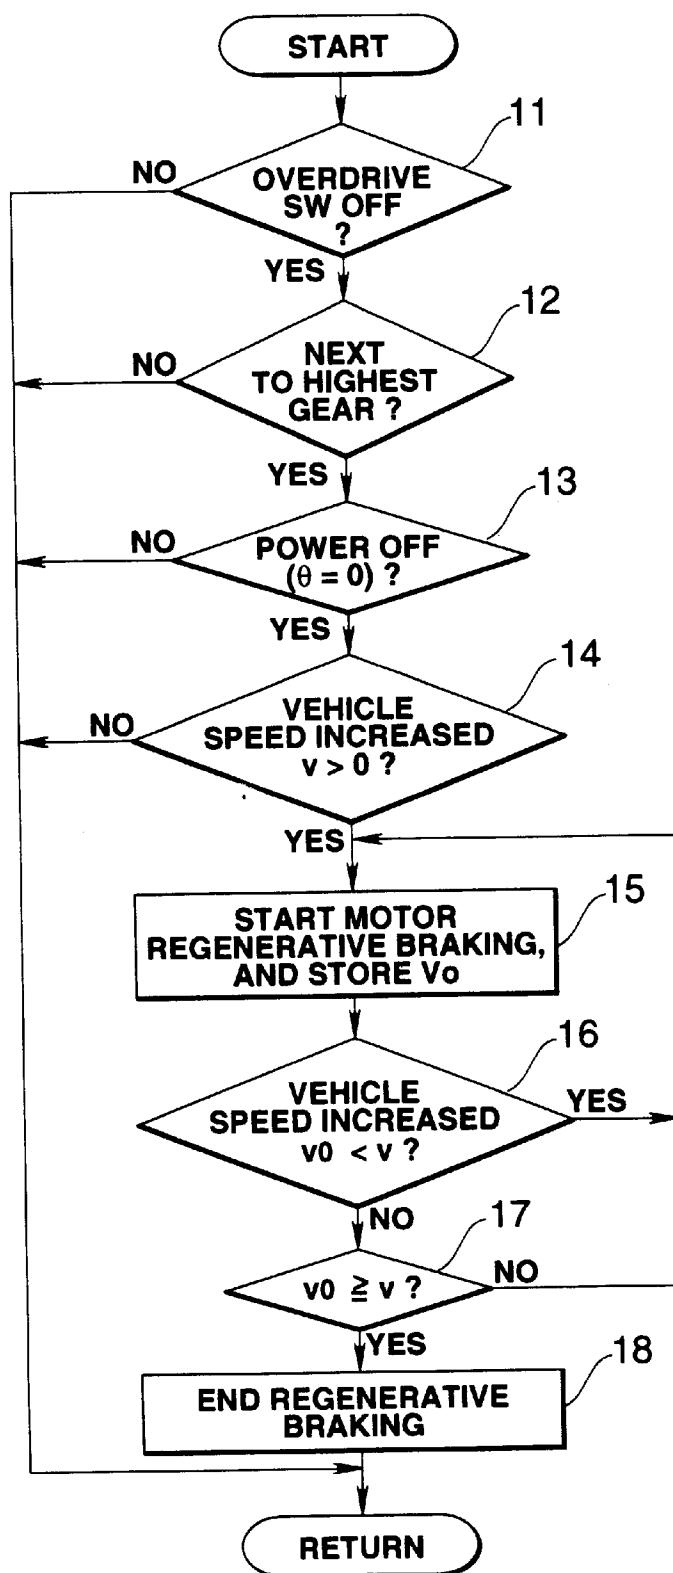 START
11
NO
OVERDRIVE
SW OFF
?
YES
12
NO
NEXT
TO HIGHEST
GEAR ?
YES
13
NO
POWER OFF
(θ = 0) ?
YES
14
NO
VEHICLE
SPEED INCREASED
v > 0 ?
YES
15
START MOTOR
REGENERATIVE BRAKING,
AND STORE Vo
16
VEHICLE
SPEED INCREASED
v0 < v ?
YES
NO
17
v0 ≧ v ?
NO
YES
18
END REGENERATIVE
BRAKING
RETURN